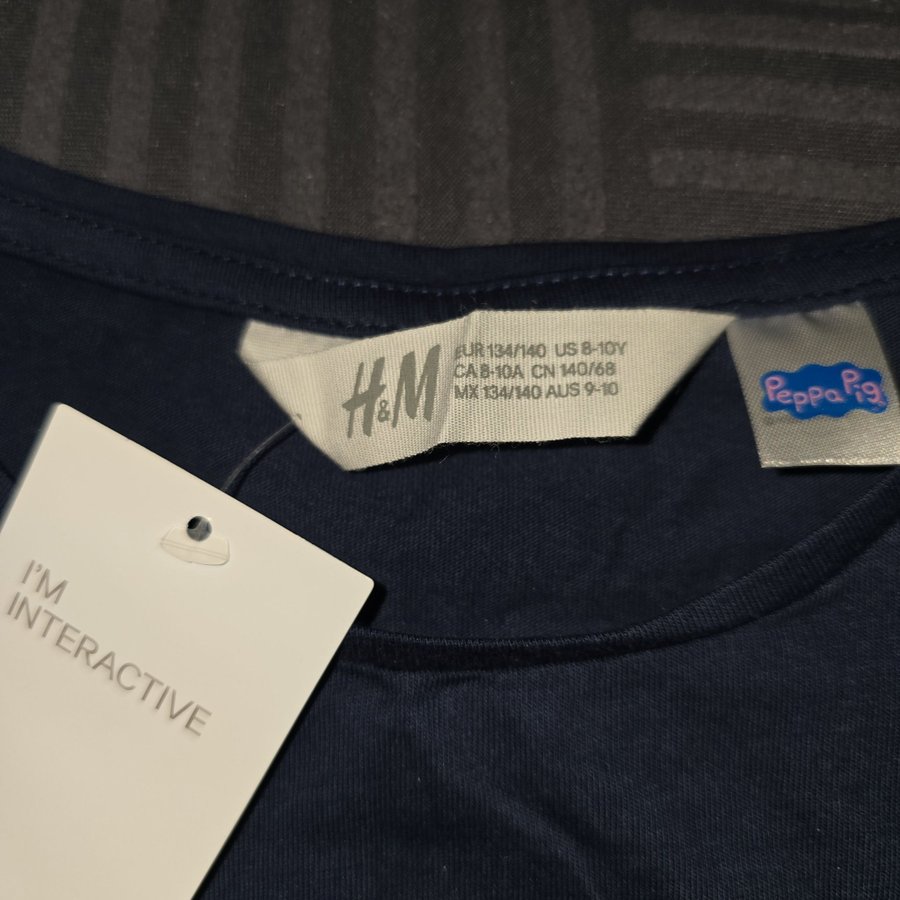 H&M
EUR 134/140 US 8-10Y
CA 8-10A CN 140/68
MX 134/140 AUS 9-10
Peppa Pig
I'M
INTERACTIVE